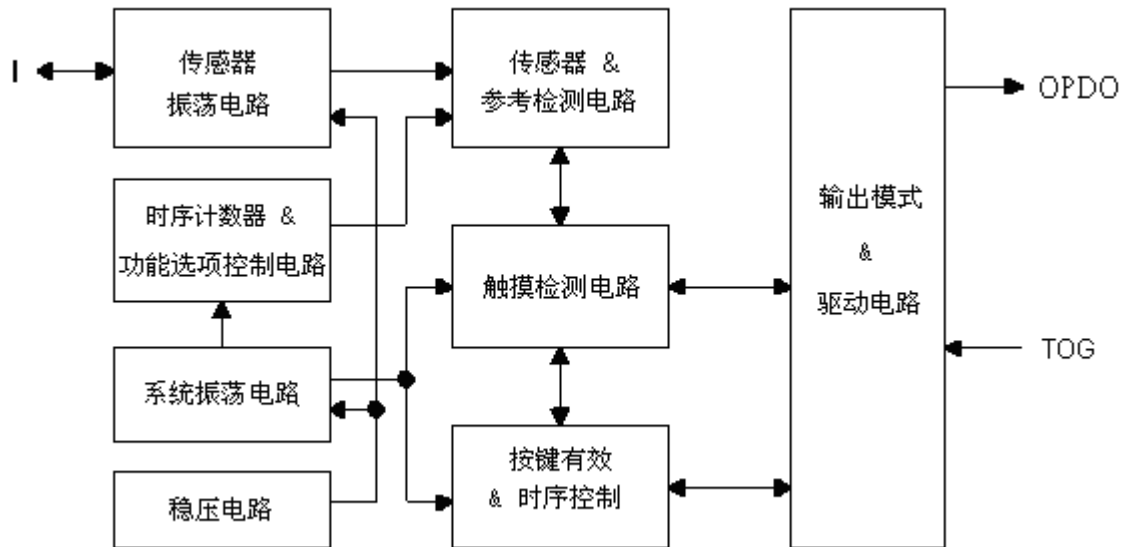 I
传感器
振荡电路
传感器 &
参考检测电路
OPDO
时序计数器 &
功能选项控制电路
触摸检测电路
输出模式
&
驱动电路
TOG
系统振荡电路
按键有效
& 时序控制
稳压电路